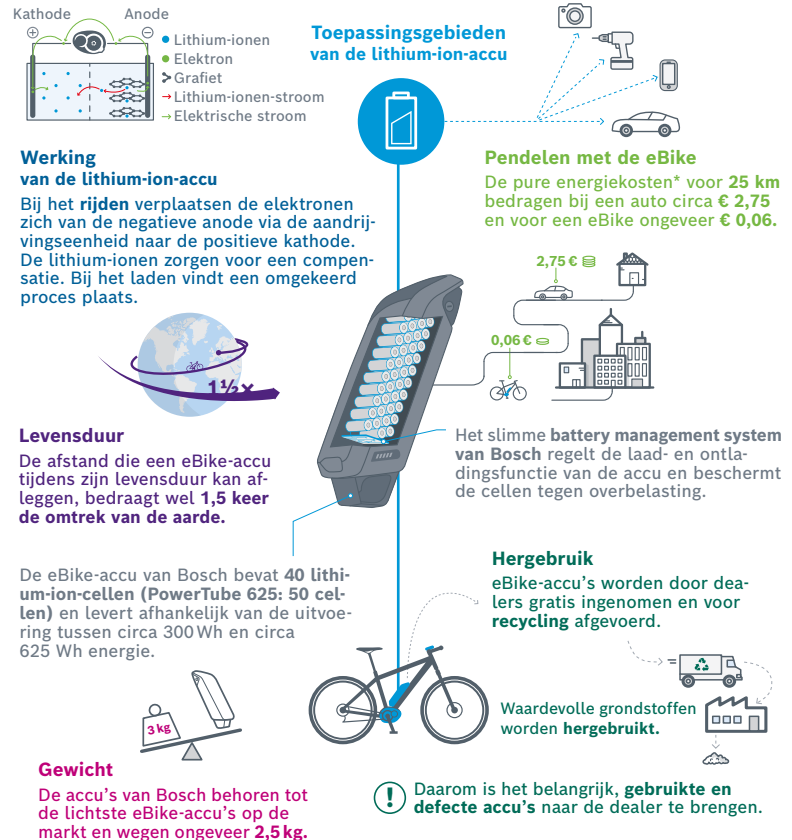 Kathode Anode
Lithium-ionen
Elektron
Grafiet
Lithium-ionen-stroom
Elektrische stroom
Toepassingsgebieden
van de lithium-ion-accu
Werking
van de lithium-ion-accu
Bij het rijden verplaatsen de elektronen
zich van de negatieve anode via de aandrij-
vingseenheid naar de positieve kathode.
De lithium-ionen zorgen voor een compen-
satie. Bij het laden vindt een omgekeerd
proces plaats.
Pendelen met de eBike
De pure energiekosten* voor 25 km
bedragen bij een auto circa € 2,75
en voor een eBike ongeveer € 0,06.
2,75 €
0,06 €
1½×
Levensduur
De afstand die een eBike-accu
tijdens zijn levensduur kan af-
leggen, bedraagt wel 1,5 keer
de omtrek van de aarde.
Het slimme battery management system
van Bosch regelt de laad- en ontla-
dingsfunctie van de accu en beschermt
de cellen tegen overbelasting.
De eBike-accu van Bosch bevat 40 lithi-
um-ion-cellen (PowerTube 625: 50 cel-
len) en levert afhankelijk van de uitvoe-
ring tussen circa 300 Wh en circa
625 Wh energie.
Hergebruik
eBike-accu's worden door dea-
lers gratis ingenomen en voor
recycling afgevoerd.
Waardevolle grondstoffen
worden hergebruikt.
3 kg
Gewicht
De accu's van Bosch behoren tot
de lichtste eBike-accu's op de
markt en wegen ongeveer 2,5 kg.
! Daarom is het belangrijk, gebruikte en
defecte accu's naar de dealer te brengen.